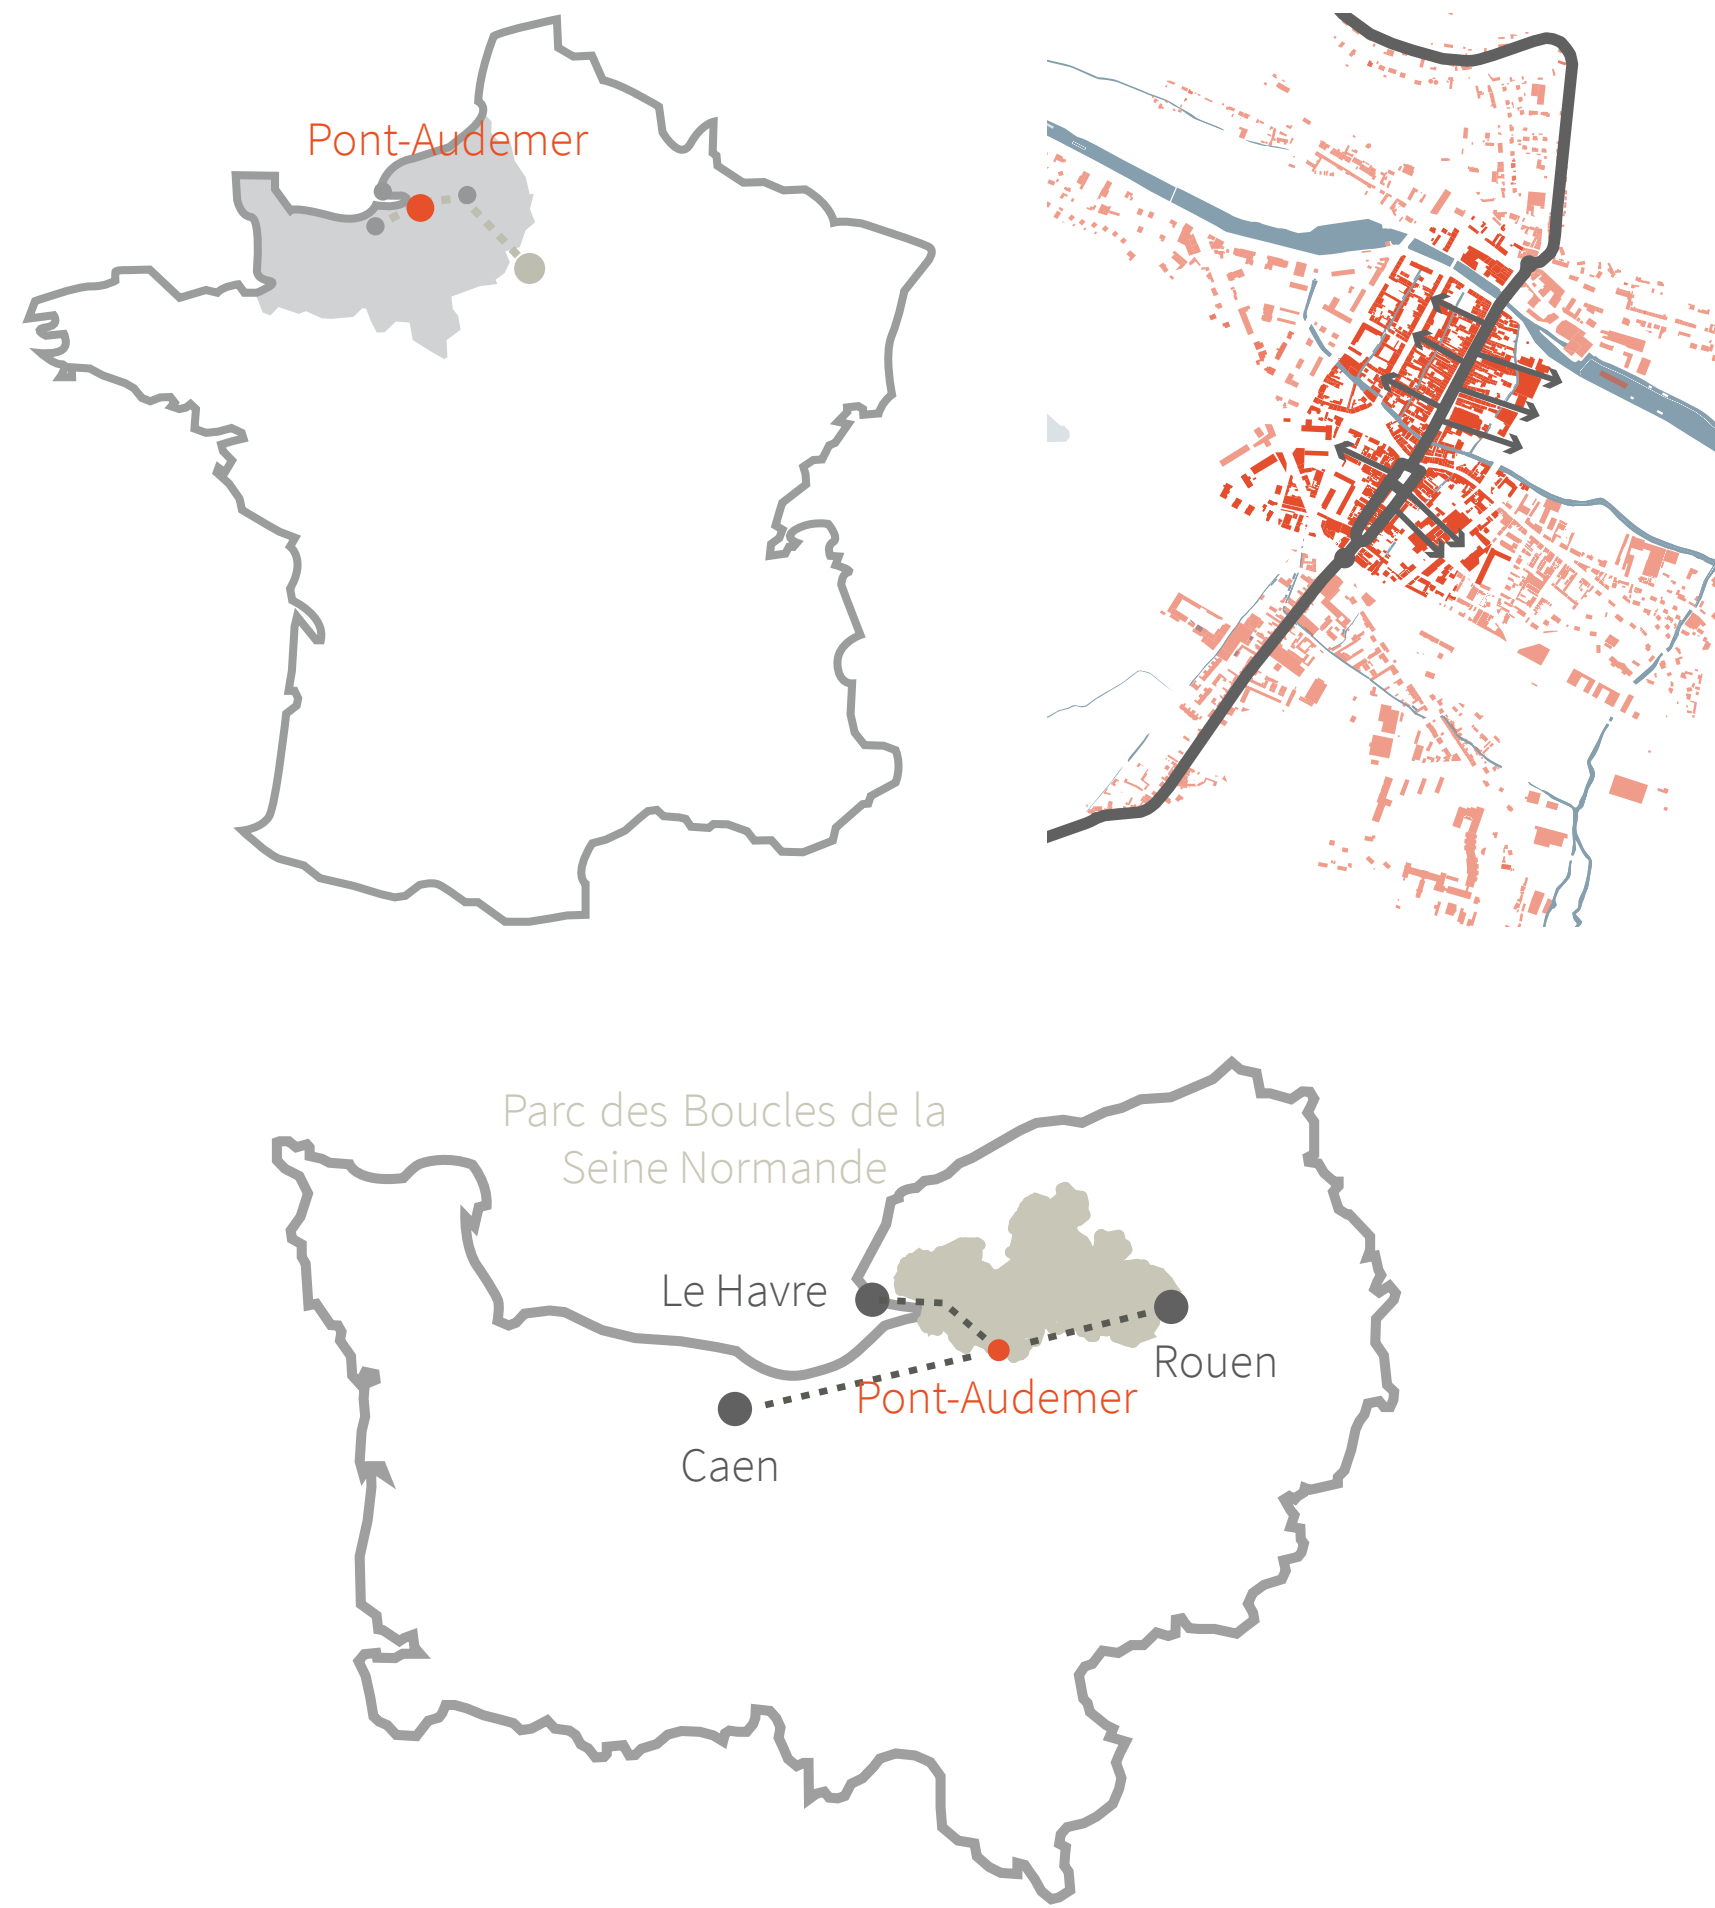 Pont-Audemer
Parc des Boucles de la
Seine Normande
Le Havre
Rouen
Pont-Audemer
Caen